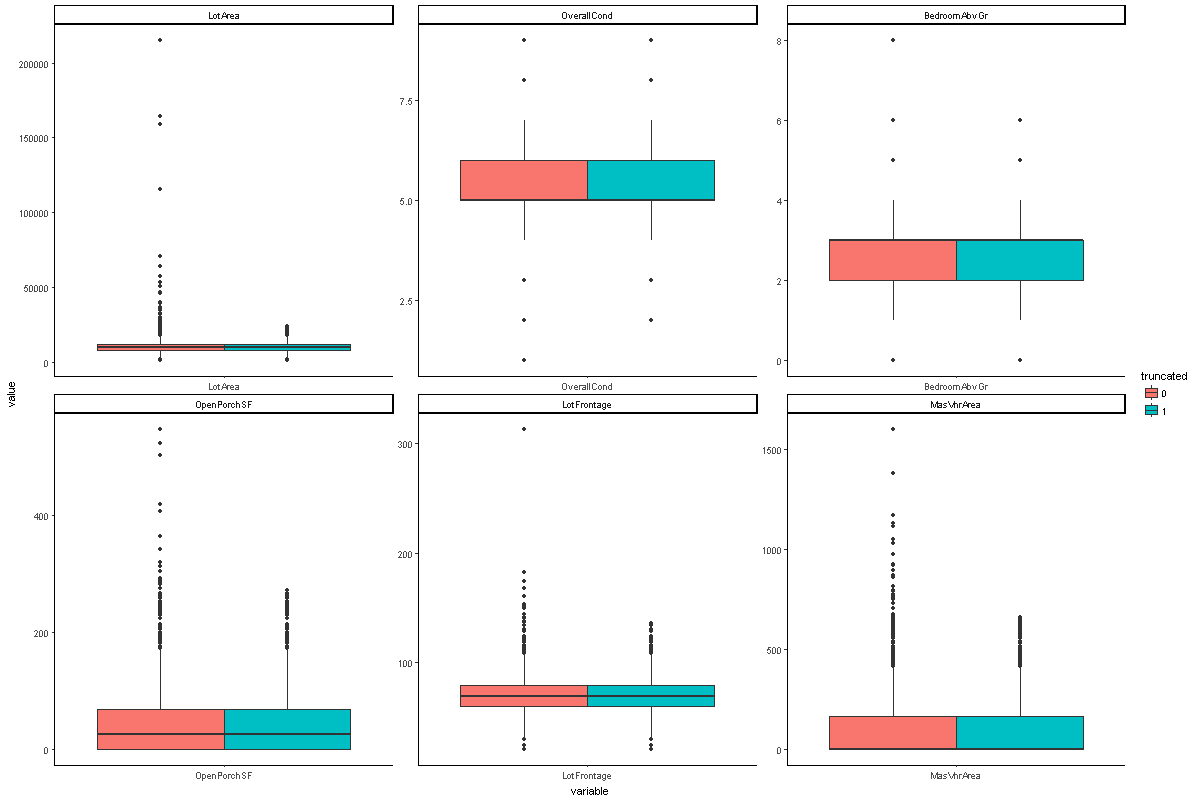 LotArea
OverallCond
BedroomAbvGr
200000
150000
100000
50000
0
7.5
5.0
2.5
8
6
4
2
0
LotArea
OverallCond
BedroomAbvGr
value
OpenPorchSF
LotFrontage
MasVnrArea
400
200
0
300
200
100
1500
1000
500
0
OpenPorchSF
LotFrontage
MasVnrArea
variable
truncated
0
1